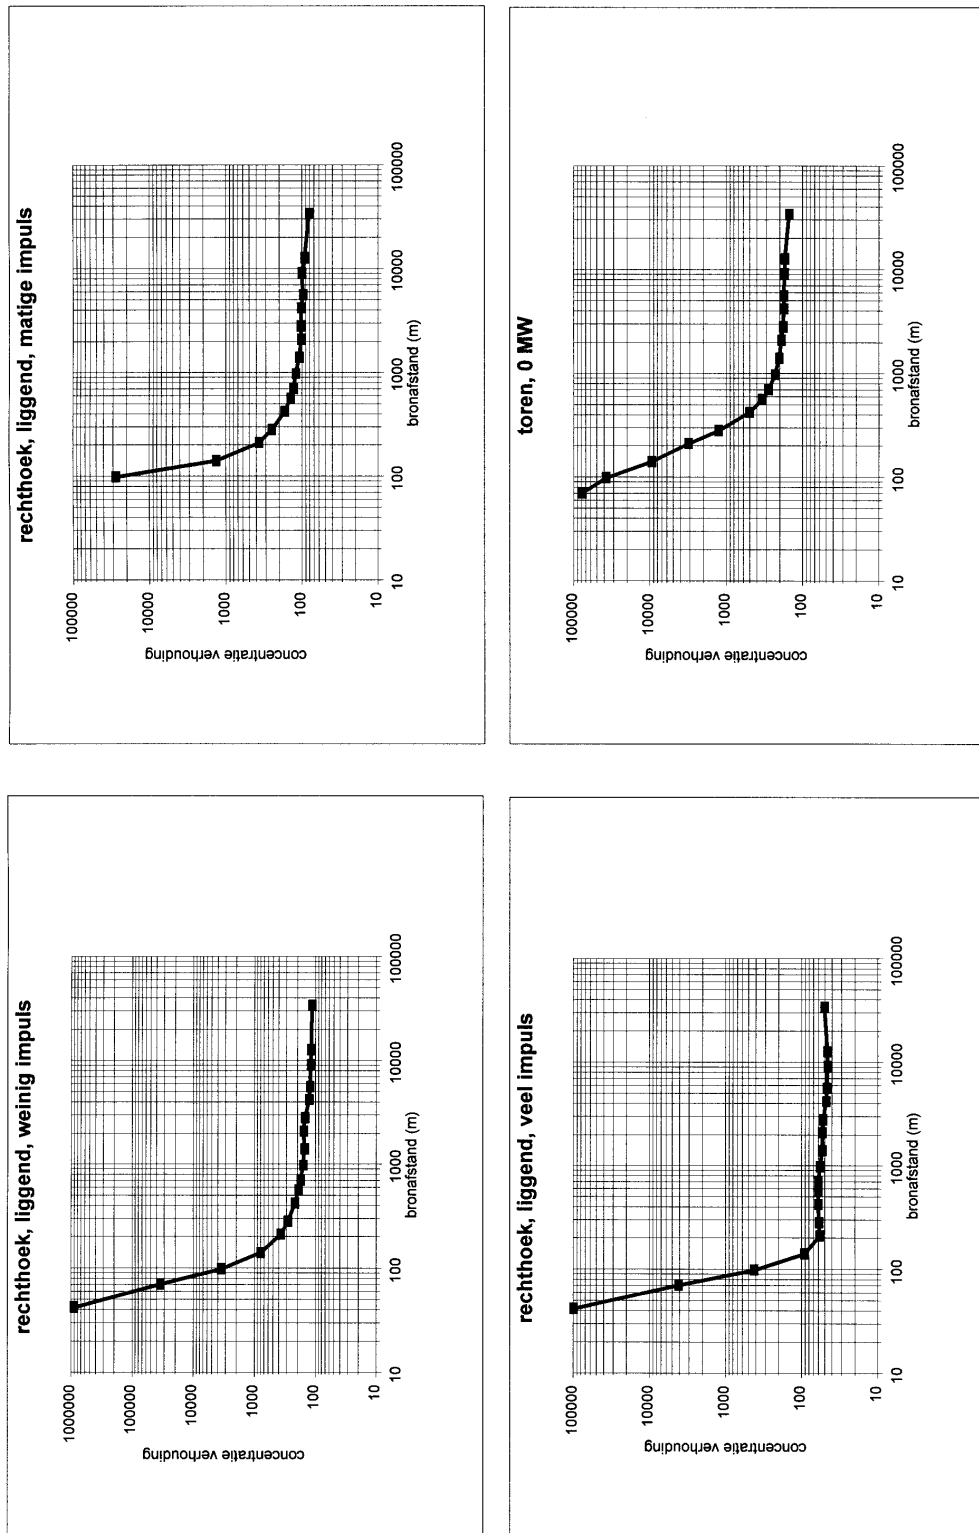 rechthoek, liggend, weinig impuls
concentratie verhouding
1000000
100000
10000
1000
100
10
10 100 1000 10000 100000
bronafstand (m)
rechthoek, liggend, matige impuls
concentratie verhouding
100000
10000
1000
100
10
10 100 1000 10000 100000
bronafstand (m)
rechthoek, liggend, veel impuls
concentratie verhouding
100000
10000
1000
100
10
10 100 1000 10000 100000
bronafstand (m)
toren, 0 MW
concentratie verhouding
100000
10000
1000
100
10
10 100 1000 10000 100000
bronafstand (m)